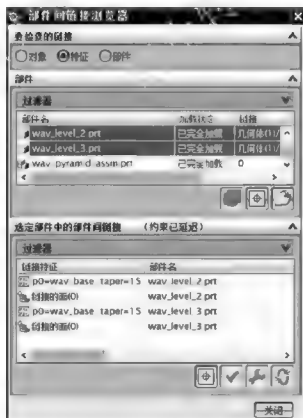 部件间链接浏览器
要检查的链接
对象 特征 部件
部件
过滤器
部件名 加载状态 链接
wav_level_2.prt 已完全加载 几何体(1)/
wav_level_3.prt 已完全加载 几何体(1)/
wav_pyramid_assm.prt 已完全加载 0
选定部件中的部件间链接 (约束已延迟)
过滤器
链接特征 部件名
p0=wav_base_taper=15 wav_level_2.prt
链接的面(0) wav_level_2.prt
p0=wav_base_taper=15 wav_level_3.prt
链接的面(0) wav_level_3.prt
关闭